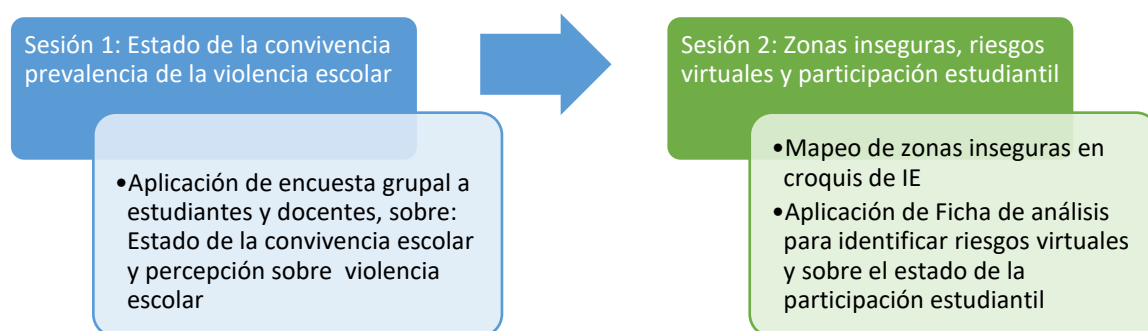 Sesión 1: Estado de la convivencia
prevalencia de la violencia escolar
•Aplicación de encuesta grupal a
estudiantes y docentes, sobre:
Estado de la convivencia escolar
y percepción sobre violencia
escolar
Sesión 2: Zonas inseguras, riesgos
virtuales y participación estudiantil
•Mapeo de zonas inseguras en
croquis de IE
•Aplicación de Ficha de análisis
para identificar riesgos virtuales
y sobre el estado de la
participación estudiantil